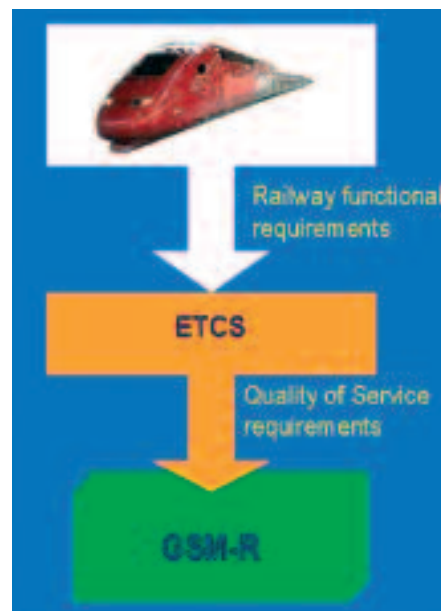 Railway functional
requirements
ETCS
Quality of Service
requirements
GSM-R